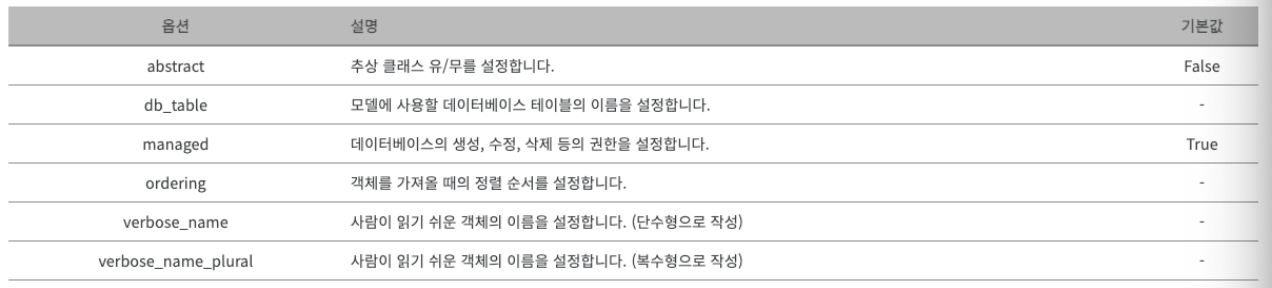 옵션 설명 기본값
abstract 추상 클래스 유/무를 설정합니다. False
db_table 모델에 사용할 데이터베이스 테이블의 이름을 설정합니다. -
managed 데이터베이스의 생성, 수정, 삭제 등의 권한을 설정합니다. True
ordering 객체를 가져올 때의 정렬 순서를 설정합니다. -
verbose_name 사람이 읽기 쉬운 객체의 이름을 설정합니다. (단수형으로 작성) -
verbose_name_plural 사람이 읽기 쉬운 객체의 이름을 설정합니다. (복수형으로 작성) -